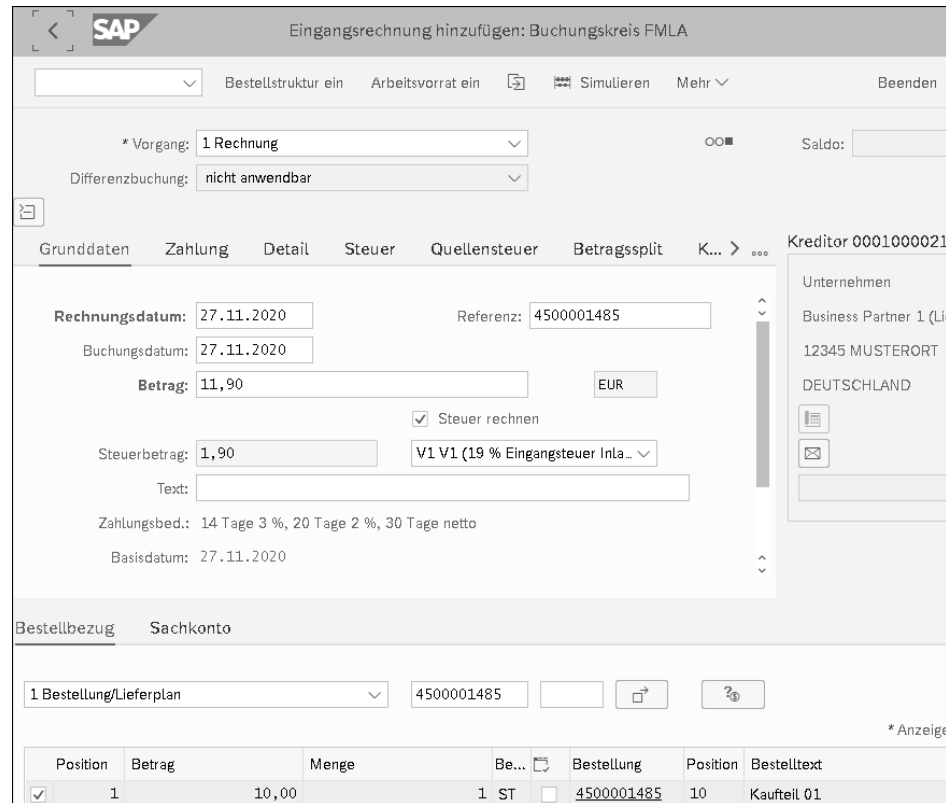 SAP Eingangsrechnung hinzufügen: Buchungskreis FMLA
Bestellstruktur ein Arbeitsvorrat ein Simulieren Mehr Beenden
* Vorgang: 1 Rechnung Saldo:
Differenzbuchung: nicht anwendbar
Grunddaten Zahlung Detail Steuer Quellensteuer Betragssplit K... Kreditor 0001000021
Unternehmen
Rechnungsdatum: 27.11.2020 Referenz: 4500001485 Business Partner 1 (Li
Buchungsdatum: 27.11.2020 12345 MUSTERORT
Betrag: 11,90 EUR DEUTSCHLAND
Steuer rechnen
Steuerbetrag: 1,90 V1 V1 (19 % Eingangsteuer Inla...
Text:
Zahlungsbed.: 14 Tage 3 %, 20 Tage 2 %, 30 Tage netto
Basisdatum: 27.11.2020
Bestellbezug Sachkonto
1 Bestellung/Lieferplan 4500001485
* Anzeige
Position Betrag Menge Be... Bestellung Position Bestelltext
1 10,00 1 ST 4500001485 10 Kaufteil 01